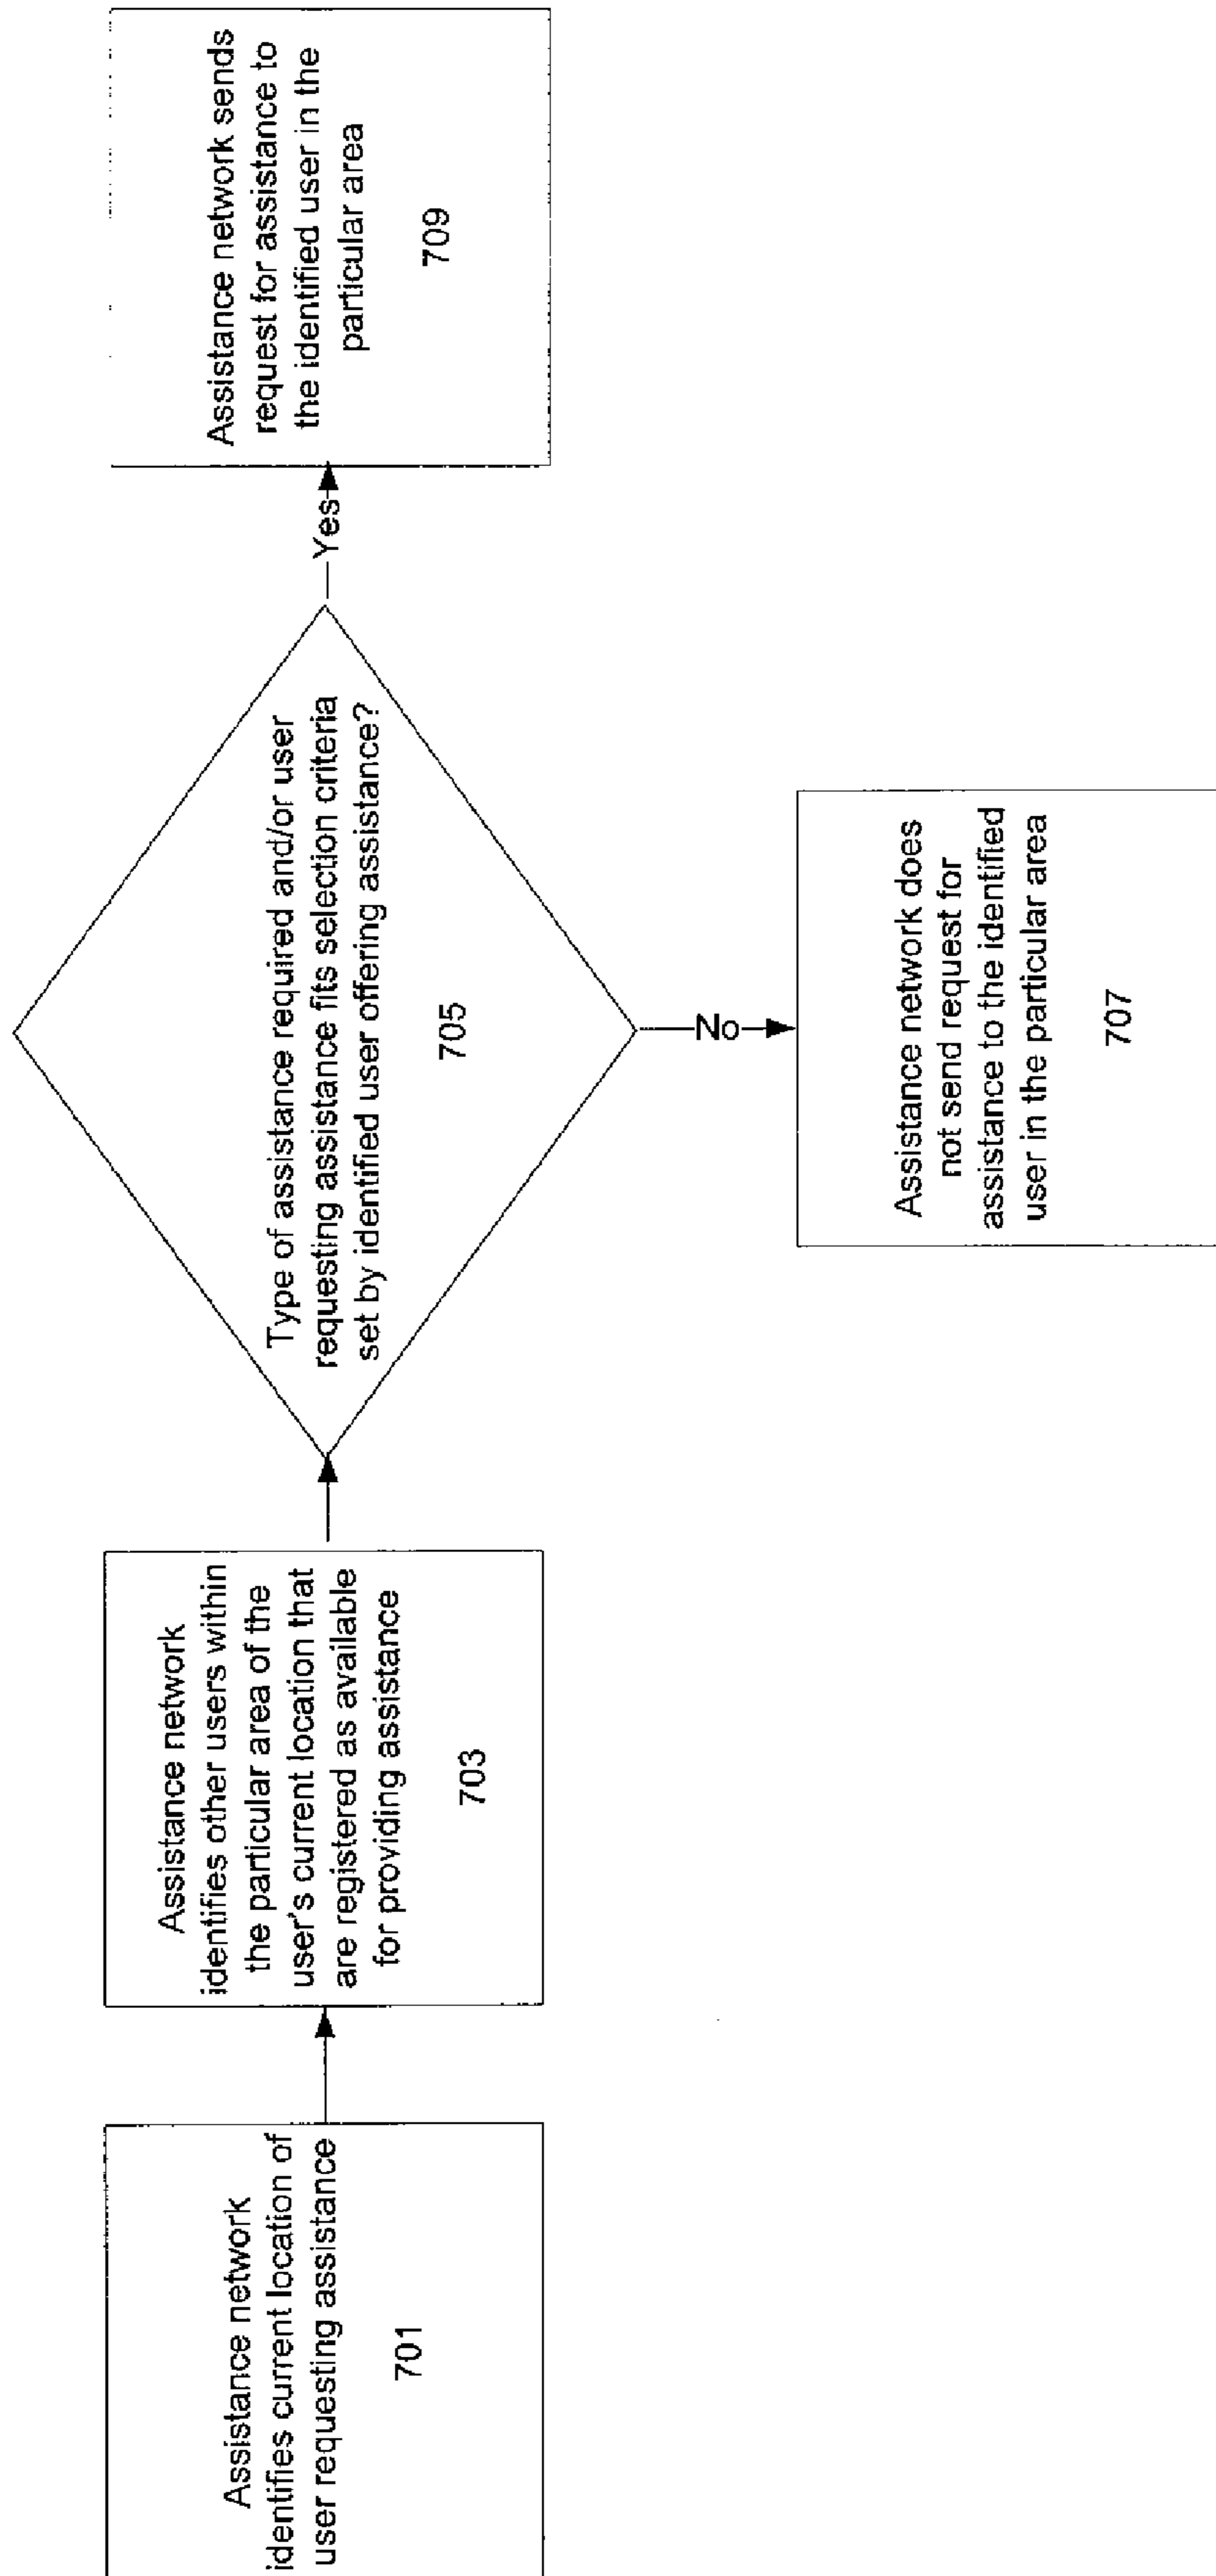 Assistance network
identifies current location of
user requesting assistance
701
Assistance network
identifies other users within
the particular area of the
user's current location that
are registered as available
for providing assistance
703
Type of assistance required and/or user
requesting assistance fits selection criteria
set by identified user offering assistance?
705
Yes
Assistance network sends
request for assistance to
the identified user in the
particular area
709
No
Assistance network does
not send request for
assistance to the identified
user in the particular area
707